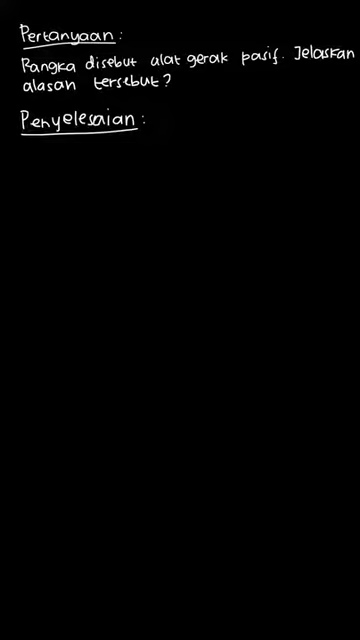 Pertanyaan :
Rangka disebut alat gerak pasif. Jelaskan
alasan tersebut?
Penyelesaian :